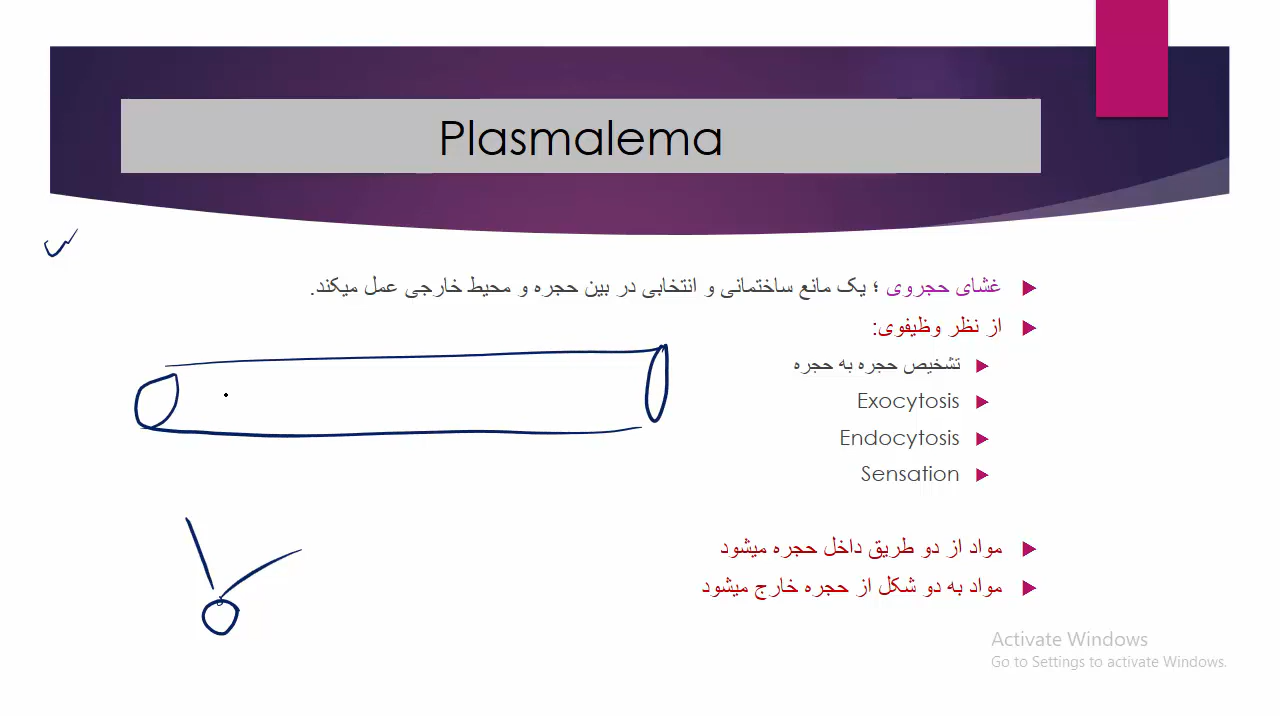 Plasmalema
غشای حجروی ؛ یک مانع ساختمانی و انتخابی در بین حجره و محیط خارجی عمل میکند.
از نظر وظیفوی:
تشخیص حجره به حجره
Exocytosis
Endocytosis
Sensation
مواد از دو طریق داخل حجره میشود
مواد به دو شکل از حجره خارج میشود
Activate Windows
Go to Settings to activate Windows.